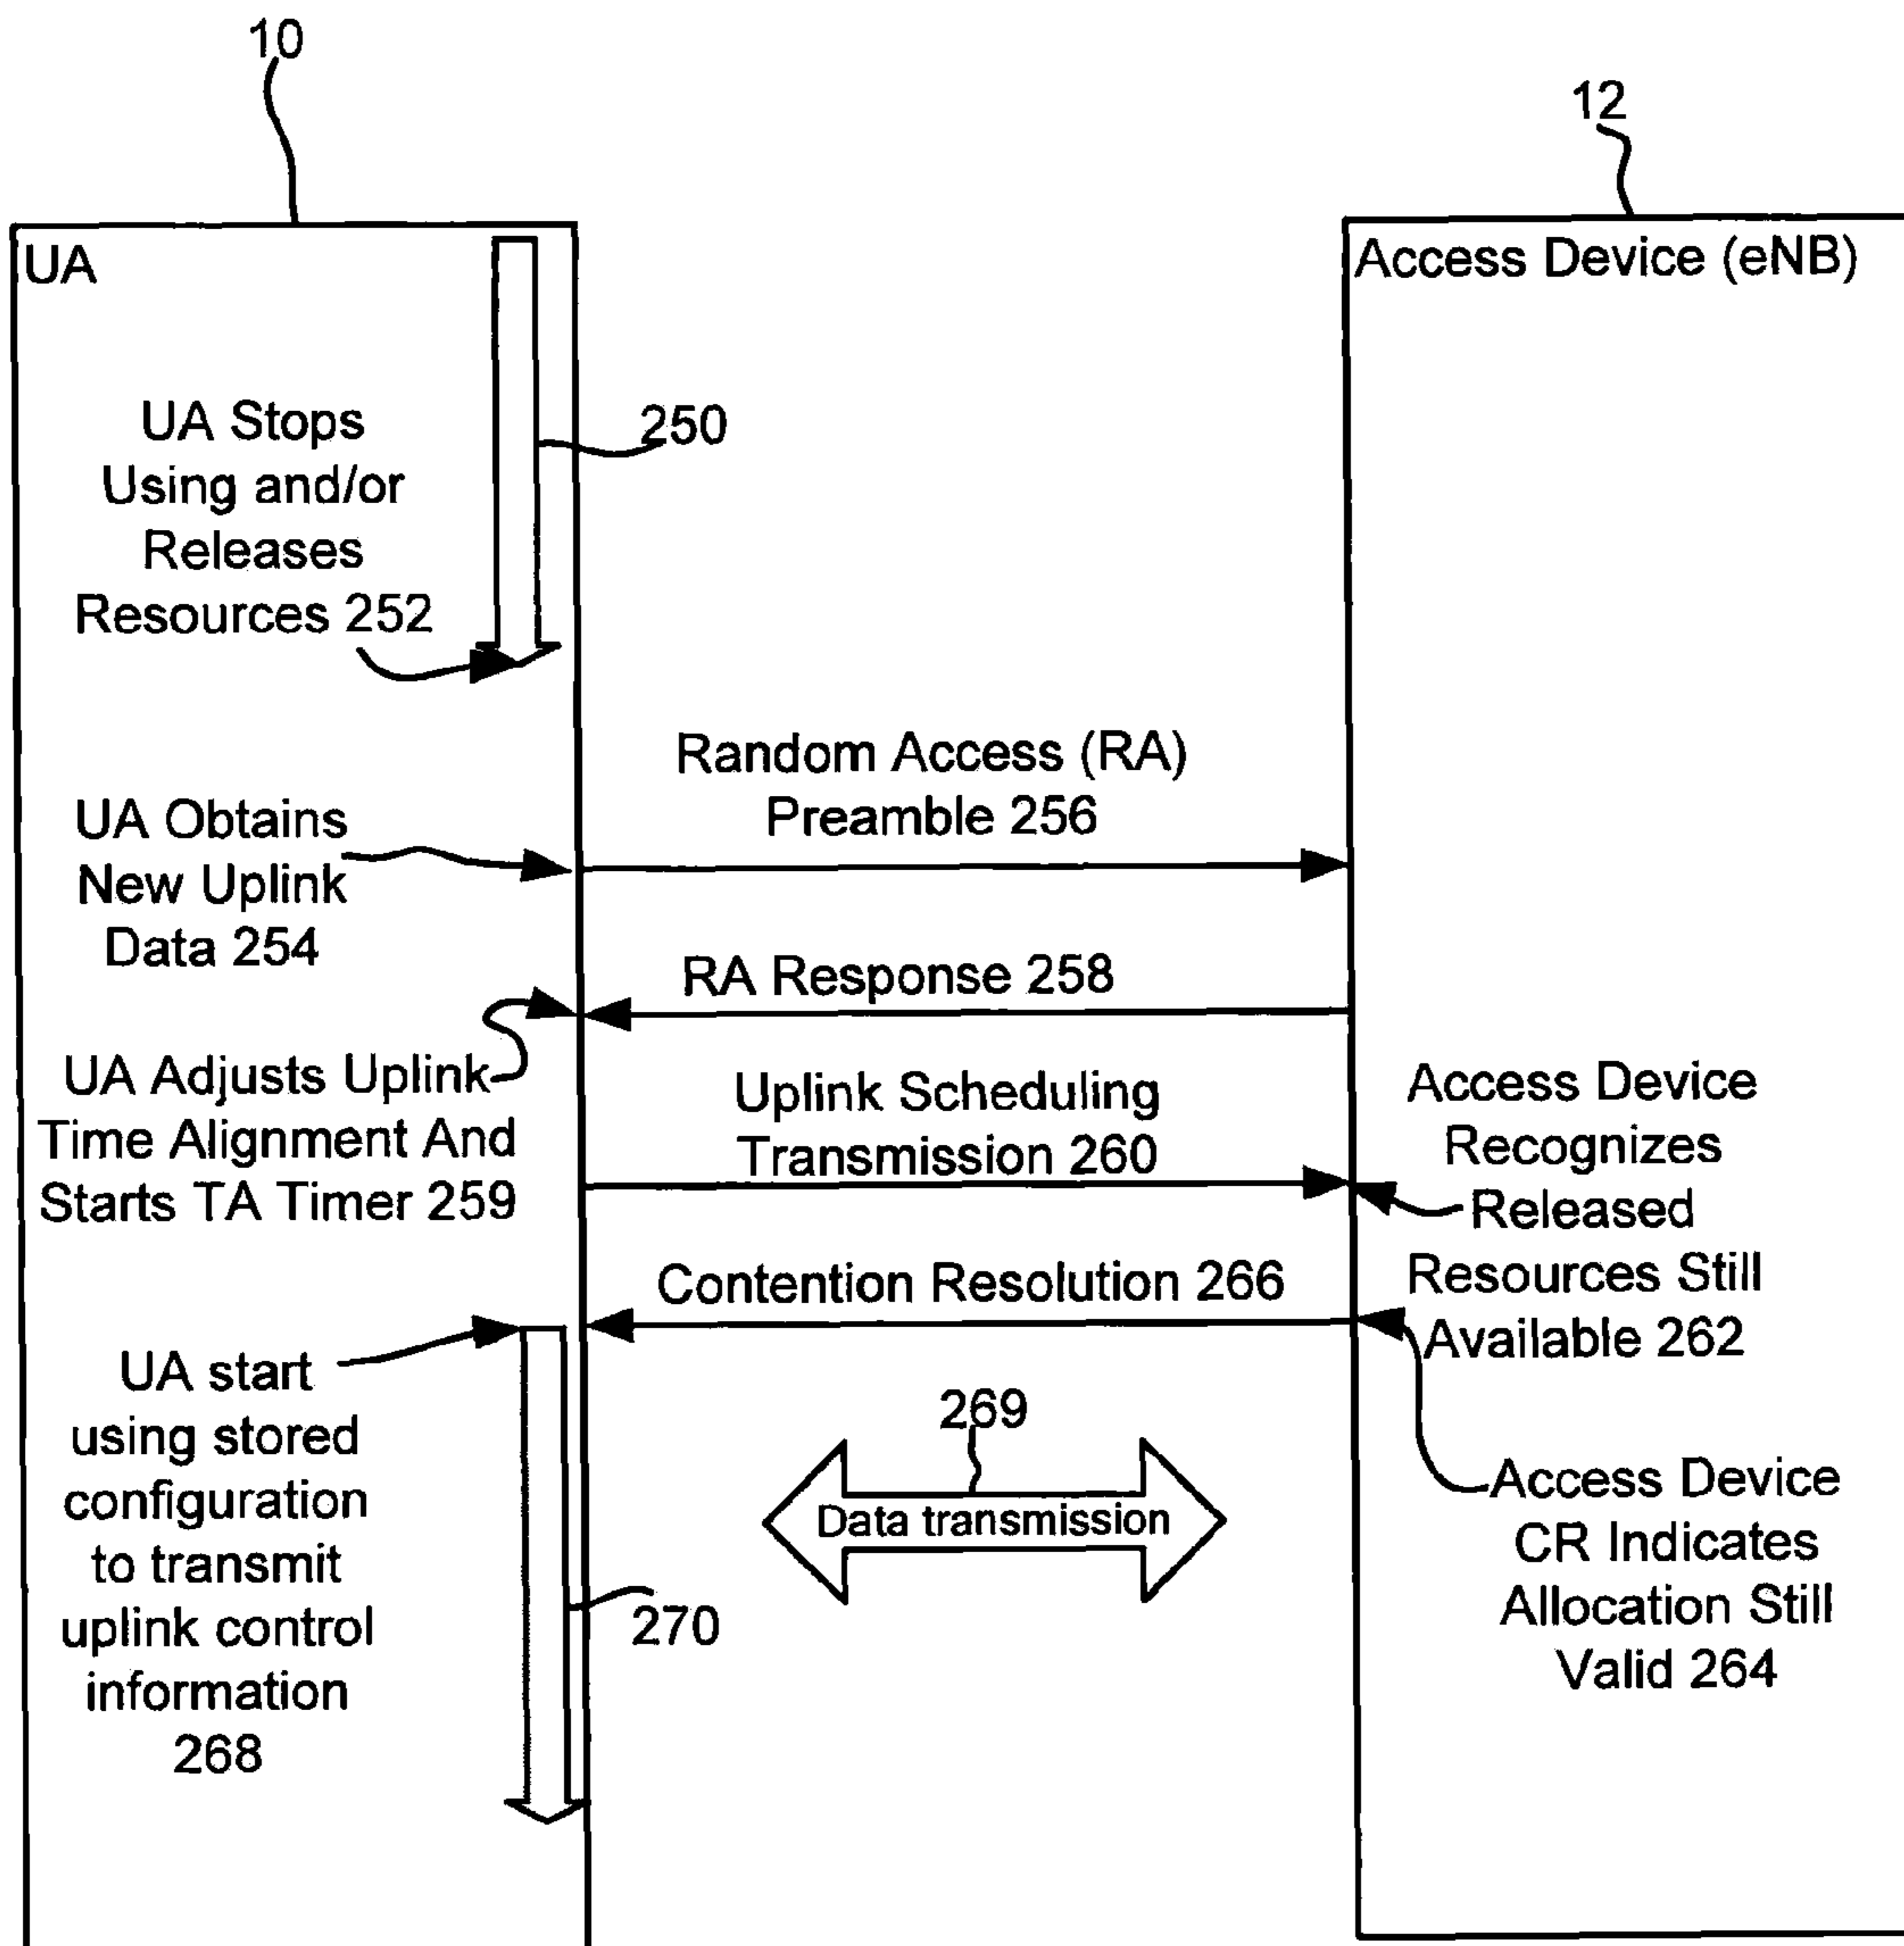 10
12
UA
Access Device (eNB)
UA Stops
Using and/or
Releases
Resources 252
250
Random Access (RA)
Preamble 256
UA Obtains
New Uplink
Data 254
RA Response 258
UA Adjusts Uplink
Time Alignment And
Starts TA Timer 259
Uplink Scheduling
Transmission 260
Access Device
Recognizes
Released
Resources Still
Available 262
Contention Resolution 266
UA start
using stored
configuration
to transmit
uplink control
information
268
269
Data transmission
270
Access Device
CR Indicates
Allocation Still
Valid 264